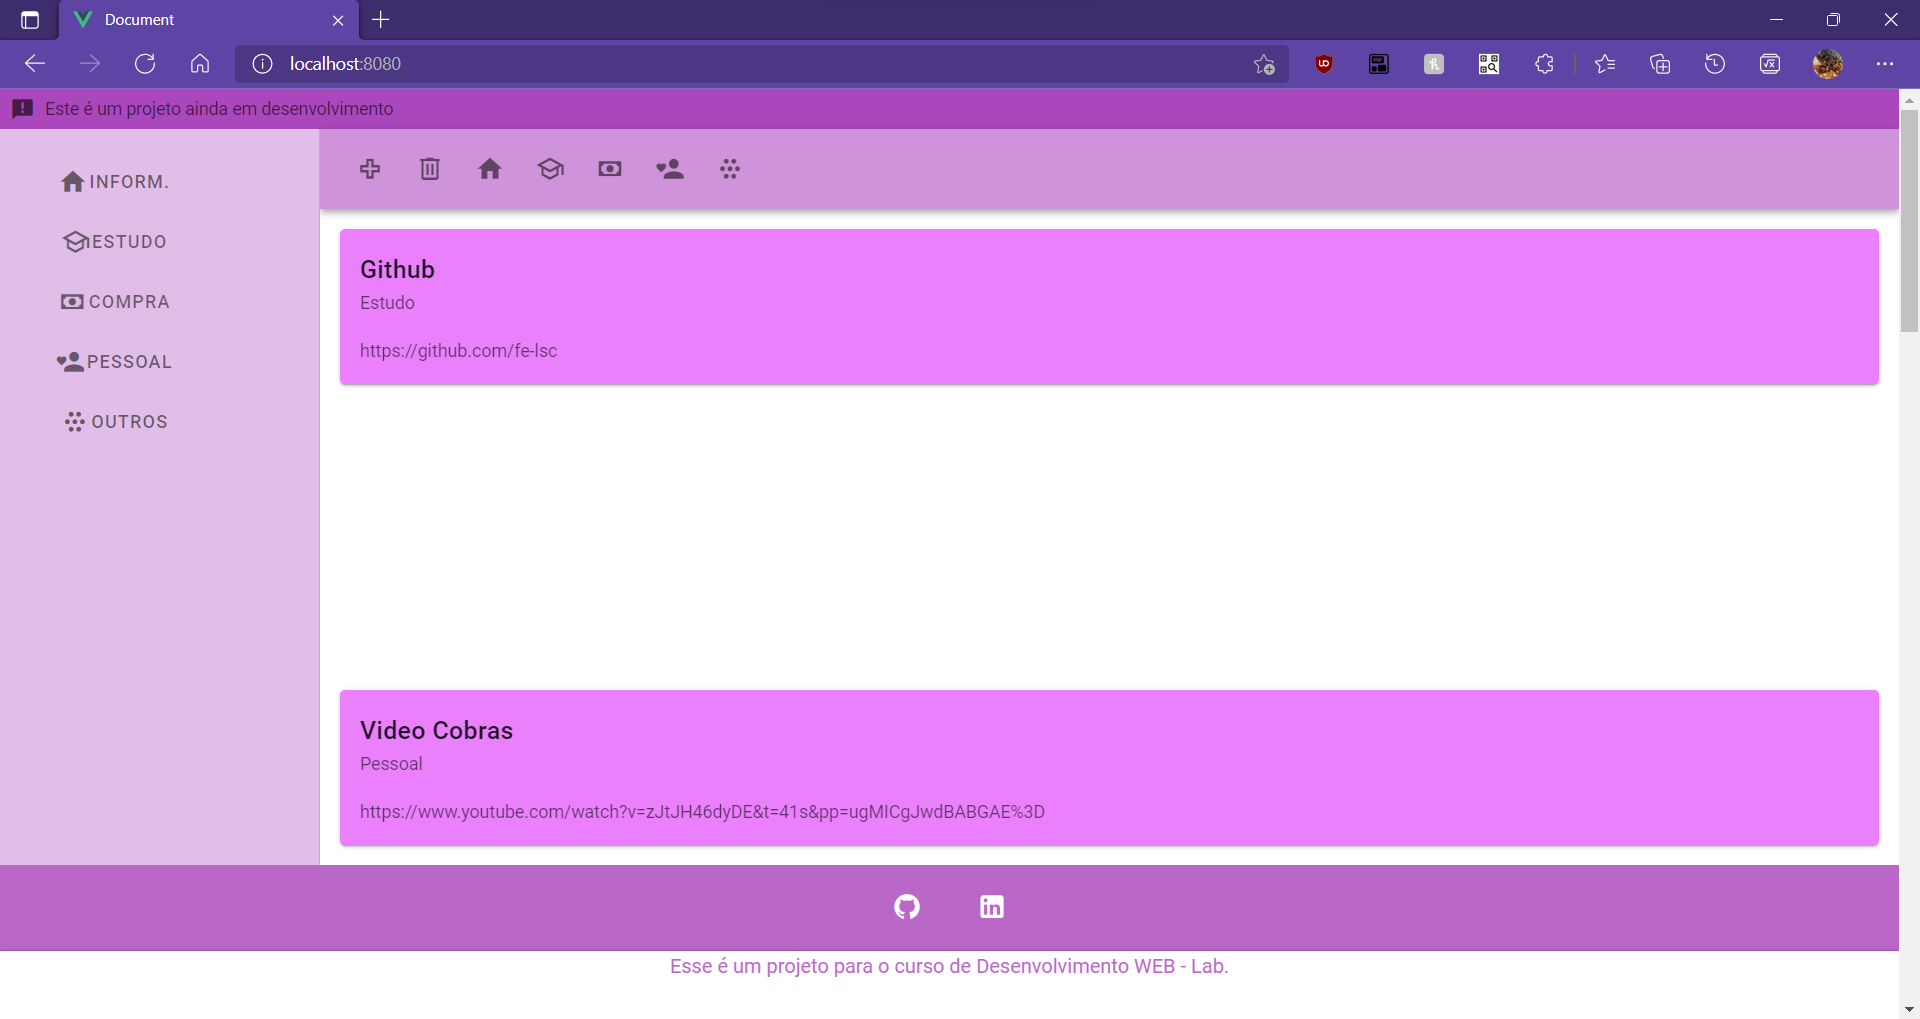 Document
localhost:8080
Este é um projeto ainda em desenvolvimento
INFORM.
ESTUDO
COMPRA
PESSOAL
OUTROS
Github
Estudo
https://github.com/fe-lsc
Video Cobras
Pessoal
https://www.youtube.com/watch?v=zJtJH46dyDE&t=41s&pp=ugMICgJwdBABGAE%3D
Esse é um projeto para o curso de Desenvolvimento WEB - Lab.